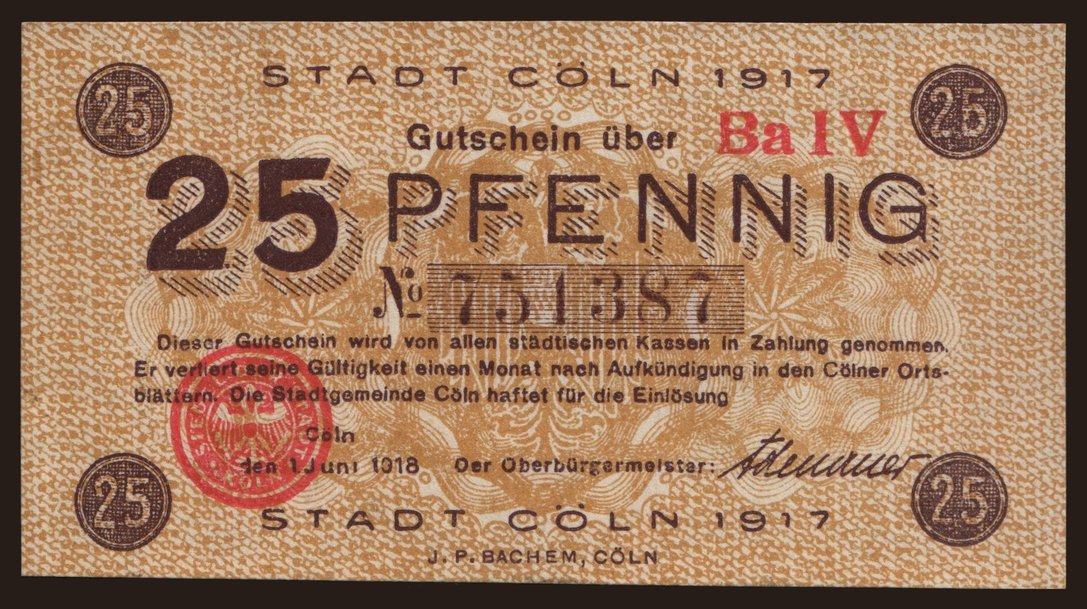 STADT CÖLN 1917
25
25
Gutschein über
Ba IV
25 PFENNIG
No 751387
Dieser Gutschein wird von allen städtischen Kassen in Zahlung genommen.
Er verliert seine Gültigkeit einen Monat nach Aufkündigung in den Cölner Orts-
blättern. Die Stadtgemeinde Cöln haftet für die Einlösung
Cöln
den 1. Juni 1918 Der Oberbürgermeister: Adenauer
CÖLN
25
25
STADT CÖLN 1917
J. P. BACHEM, CÖLN